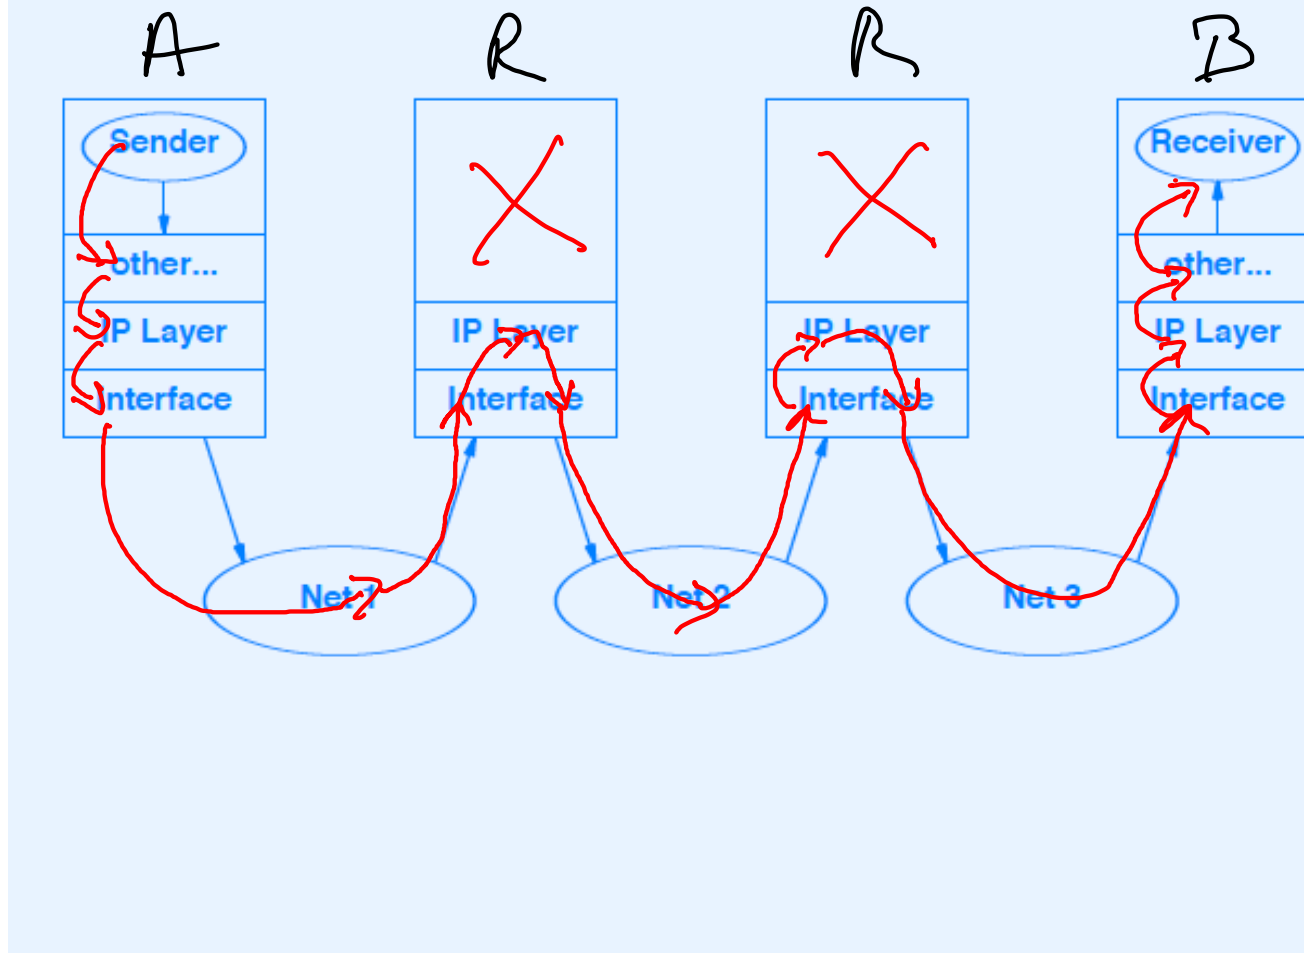 A R R B
Sender Receiver
other... other...
IP Layer IP Layer IP Layer IP Layer
Interface Interface Interface Interface
Net 1 Net 2 Net 3